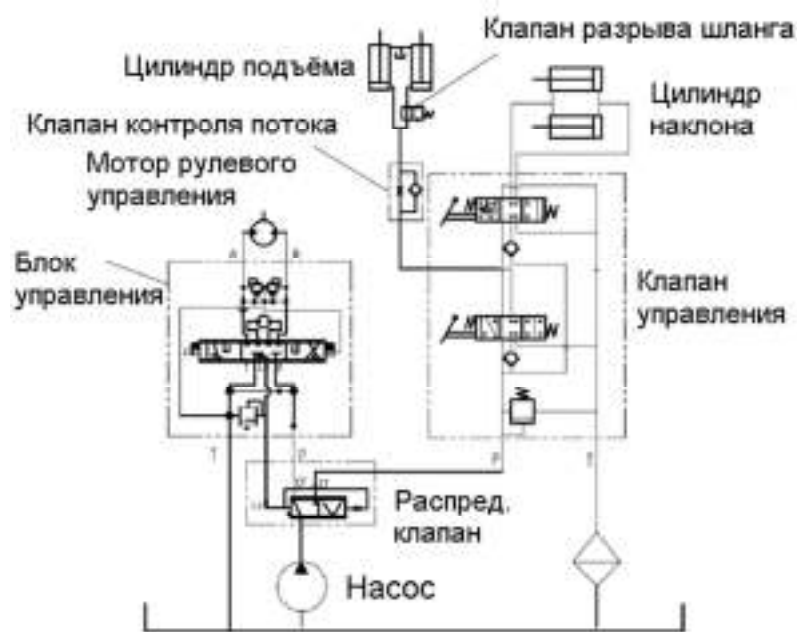 Клапан разрыва шланга
Цилиндр подъёма
Цилиндр
наклона
Клапан контроля потока
Мотор рулевого
управления
Блок
управления
Клапан
управления
T
P
P
T
Распред.
клапан
Насос